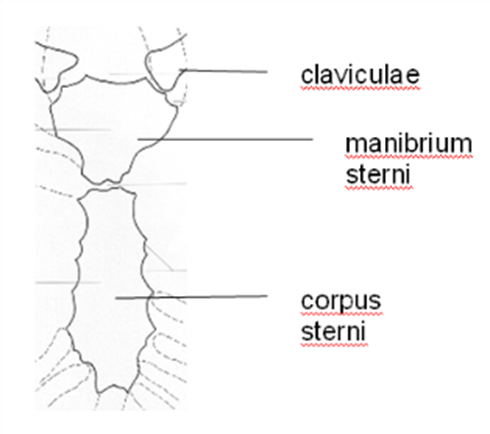 claviculae
manibrium
sterni
corpus
sterni